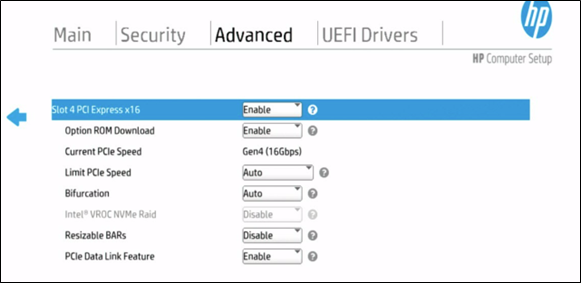 hp
Main Security Advanced UEFI Drivers
HP Computer Setup
Slot 4 PCI Express x16 Enable ?
Option ROM Download Enable ?
Current PCIe Speed Gen4 (16Gbps)
Limit PCIe Speed Auto ?
Bifurcation Auto ?
Intel® VROC NVMe Raid Disable ?
Resizable BARs Disable ?
PCIe Data Link Feature Enable ?